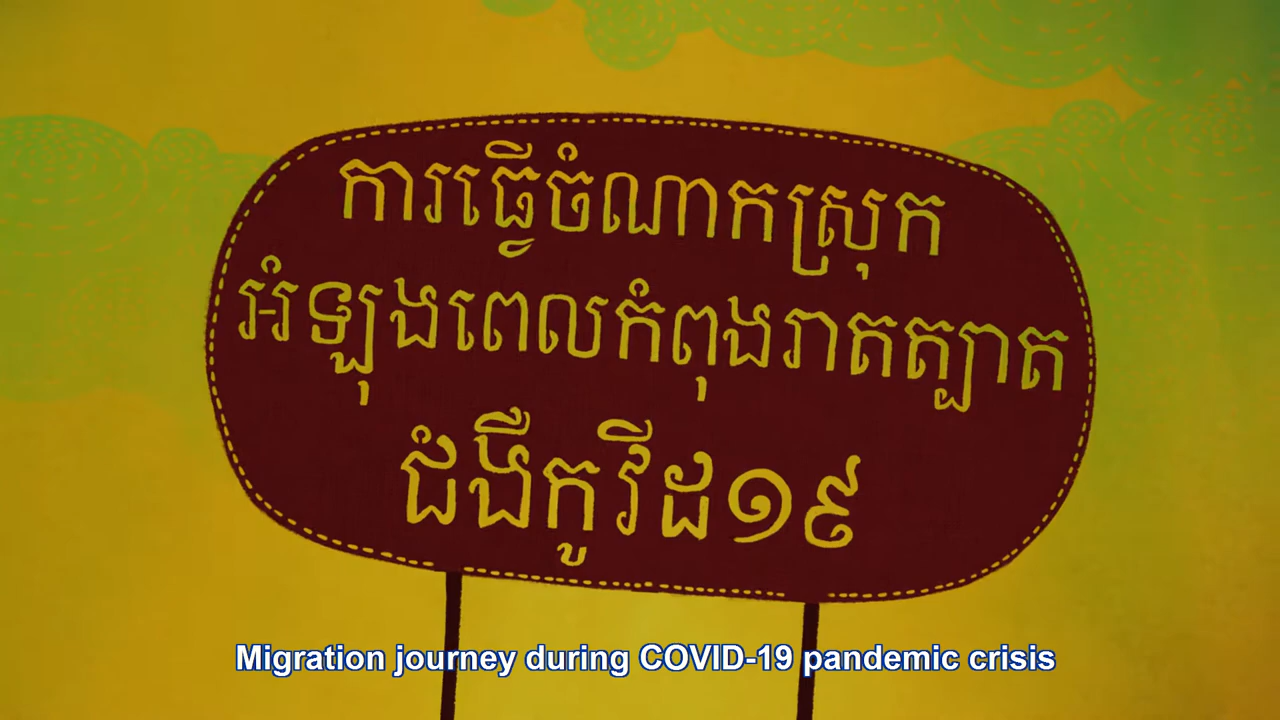 ការធ្វើចំណាកស្រុក
អំឡុងពេលកំពុងរាតត្បាត
ជំងឺកូវីដ១៩
Migration journey during COVID-19 pandemic crisis